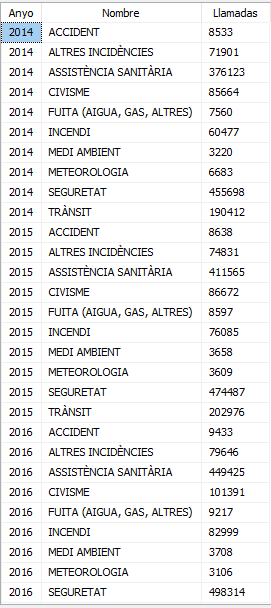 Anyo Nombre Llamadas
2014 ACCIDENT 8533
2014 ALTRES INCIDÈNCIES 71901
2014 ASSISTÈNCIA SANITÀRIA 376123
2014 CIVISME 85664
2014 FUITA (AIGUA, GAS, ALTRES) 7560
2014 INCENDI 60477
2014 MEDI AMBIENT 3220
2014 METEOROLOGIA 6683
2014 SEGURETAT 455698
2014 TRÀNSIT 190412
2015 ACCIDENT 8638
2015 ALTRES INCIDÈNCIES 74831
2015 ASSISTÈNCIA SANITÀRIA 411565
2015 CIVISME 86672
2015 FUITA (AIGUA, GAS, ALTRES) 8597
2015 INCENDI 76085
2015 MEDI AMBIENT 3658
2015 METEOROLOGIA 3609
2015 SEGURETAT 474487
2015 TRÀNSIT 202976
2016 ACCIDENT 9433
2016 ALTRES INCIDÈNCIES 79646
2016 ASSISTÈNCIA SANITÀRIA 449425
2016 CIVISME 101391
2016 FUITA (AIGUA, GAS, ALTRES) 9217
2016 INCENDI 82999
2016 MEDI AMBIENT 3708
2016 METEOROLOGIA 3106
2016 SEGURETAT 498314